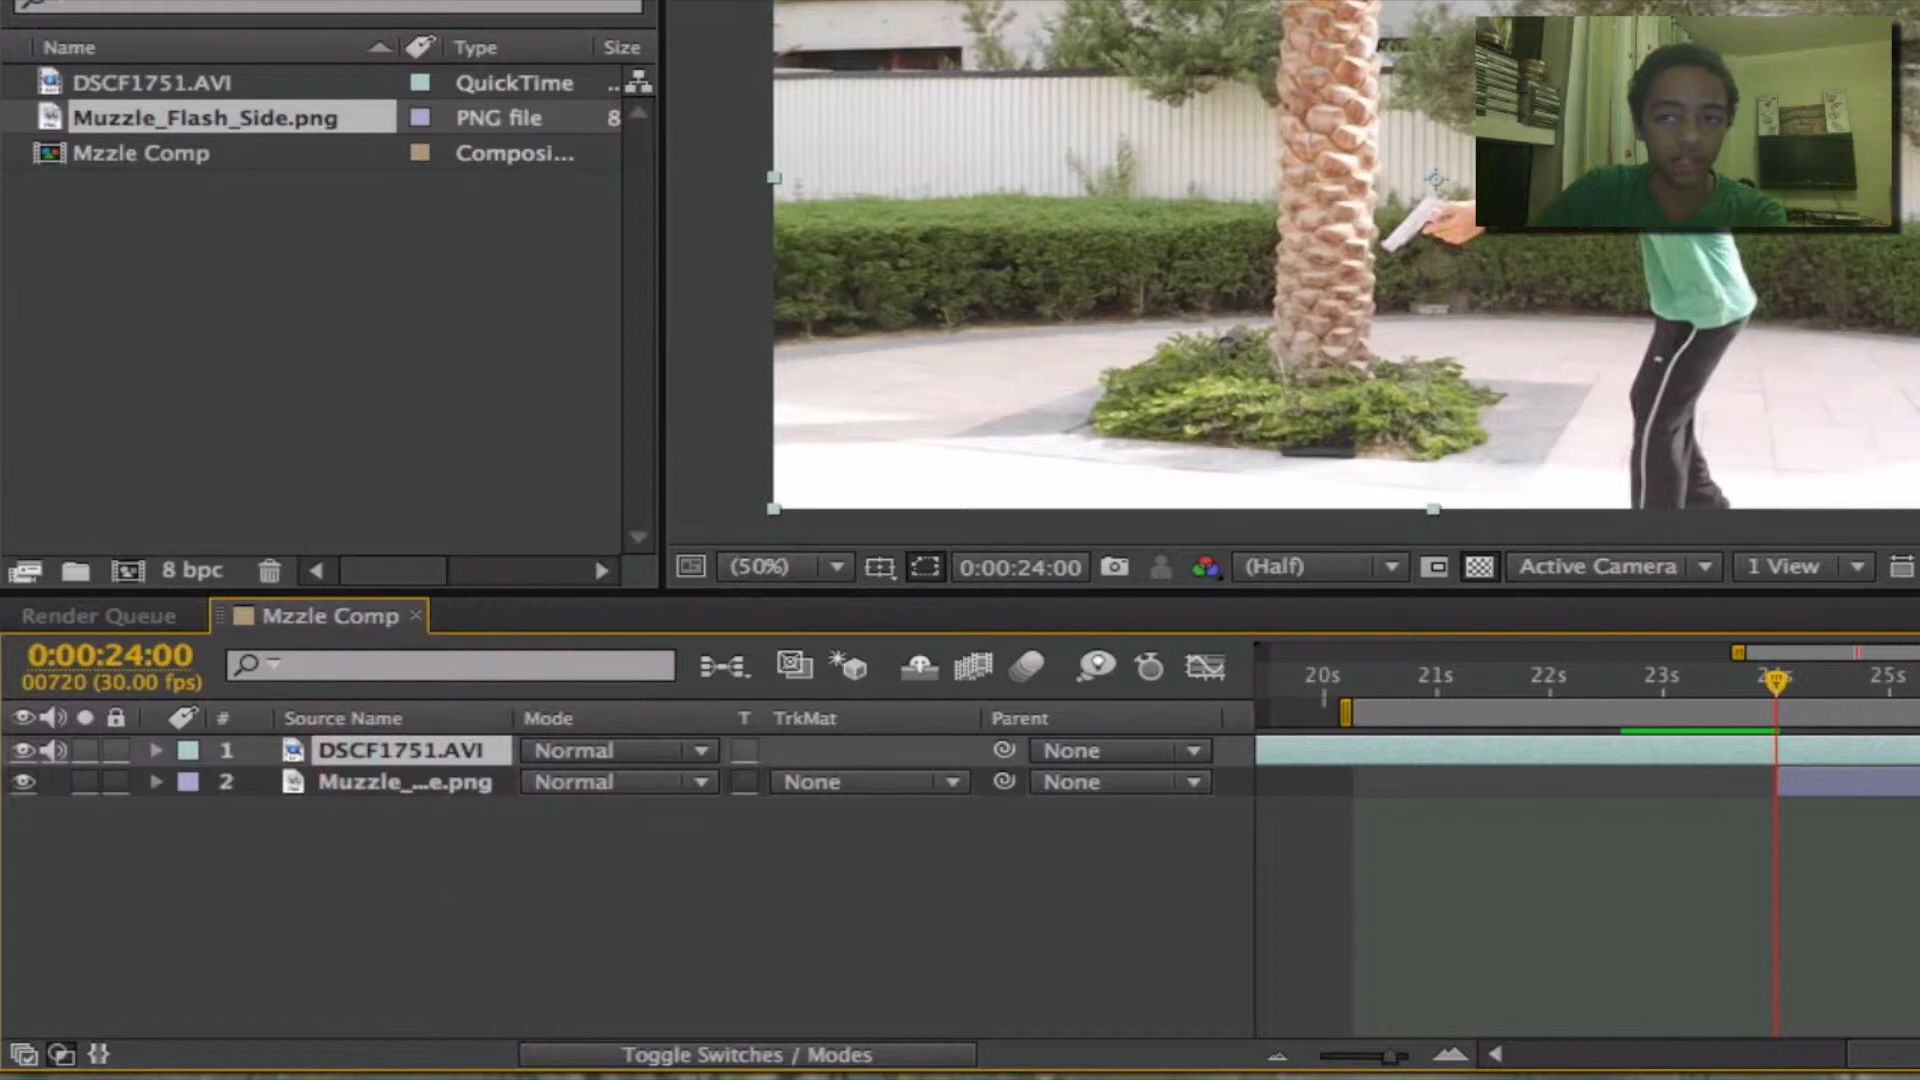 Name Type Size
DSCF1751.AVI QuickTime ..
Muzzle_Flash_Side.png PNG file 8
Mzzle Comp Composi...
8 bpc
(50%) 0:00:24:00 (Half) Active Camera 1 View
Render Queue Mzzle Comp ×
0:00:24:00
00720 (30.00 fps)
20s 21s 22s 23s 25s
# Source Name Mode T TrkMat Parent
1 DSCF1751.AVI Normal None
2 Muzzle_...e.png Normal None None
Toggle Switches / Modes